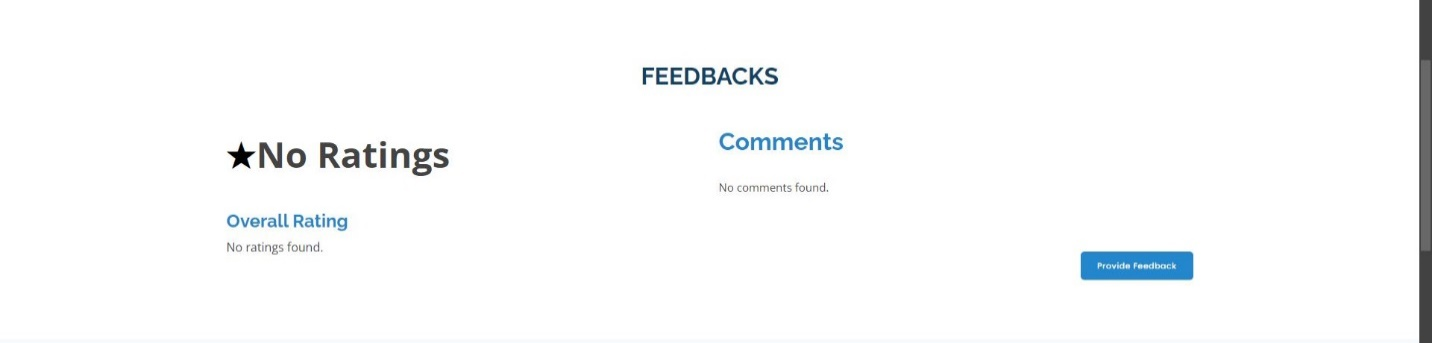 FEEDBACKS
★No Ratings
Overall Rating
No ratings found.
Comments
No comments found.
Provide Feedback